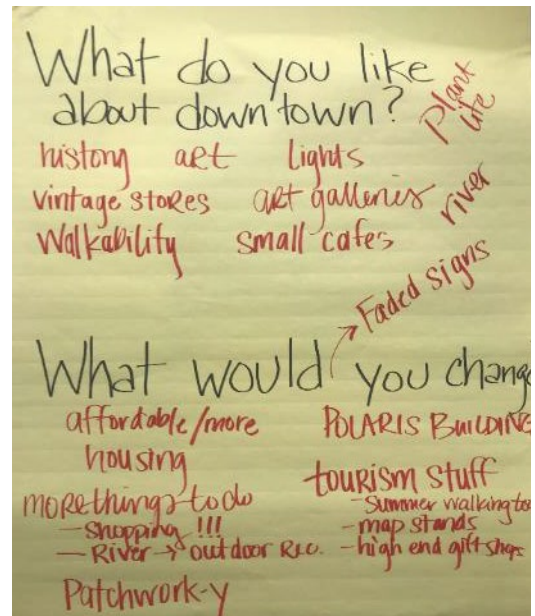 What do you like
about downtown?
Plant
life
history art Lights
vintage stores art galleries river
Walkability small cafes
→ Faded signs
What would you change
affordable/more
housing
POLARIS BUILDING
more things to do
- Shopping !!!
- River → outdoor Rec.
tourism stuff
- Summer walking to
- map stands
- high end gift shops
Patchwork-y